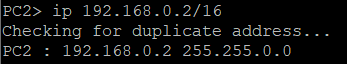 PC2> ip 192.168.0.2/16
Checking for duplicate address...
PC2 : 192.168.0.2 255.255.0.0